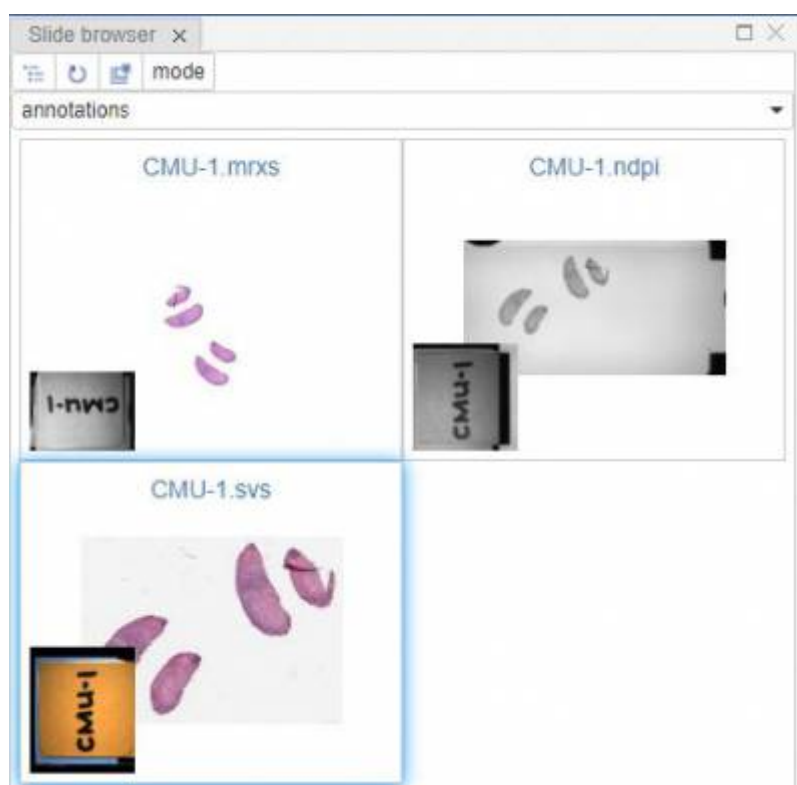 Slide browser
mode
annotations
CMU-1.mrxs
CMU-1.ndpi
CMU-1
CMU-1
CMU-1.svs
CMU-1